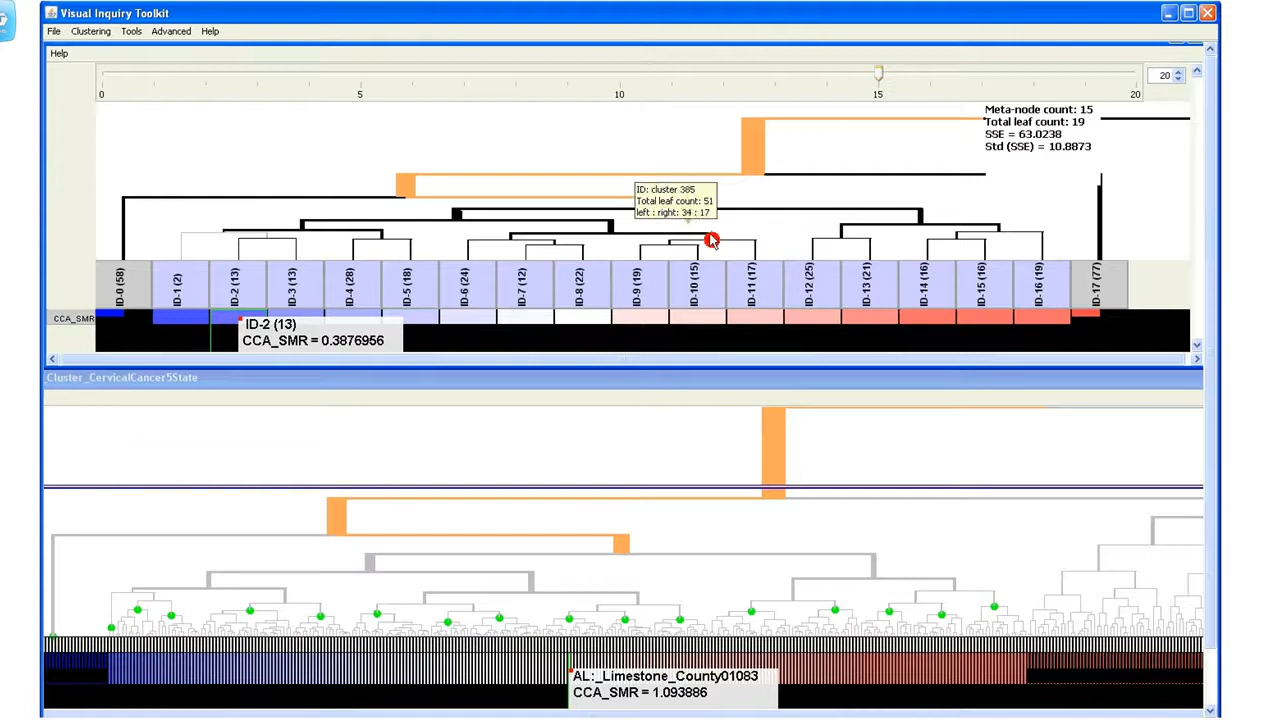 Visual Inquiry Toolkit
File Clustering Tools Advanced Help
Help
20
0 5 10 15 20
Meta-node count: 15
Total leaf count: 19
SSE = 63.0238
Std (SSE) = 10.8873
ID: cluster 385
Total leaf count: 51
left : right: 34 : 17
ID-0 (58)
ID-1 (2)
ID-2 (13)
ID-3 (13)
ID-4 (28)
ID-5 (18)
ID-6 (24)
ID-7 (12)
ID-8 (22)
ID-9 (19)
ID-10 (15)
ID-11 (17)
ID-12 (25)
ID-13 (21)
ID-14 (16)
ID-15 (16)
ID-16 (19)
ID-17 (77)
CCA_SMR
ID-2 (13)
CCA_SMR = 0.3876956
_Cluster _CervicalCancer5State
AL:_Limestone_County01083
CCA_SMR = 1.093886